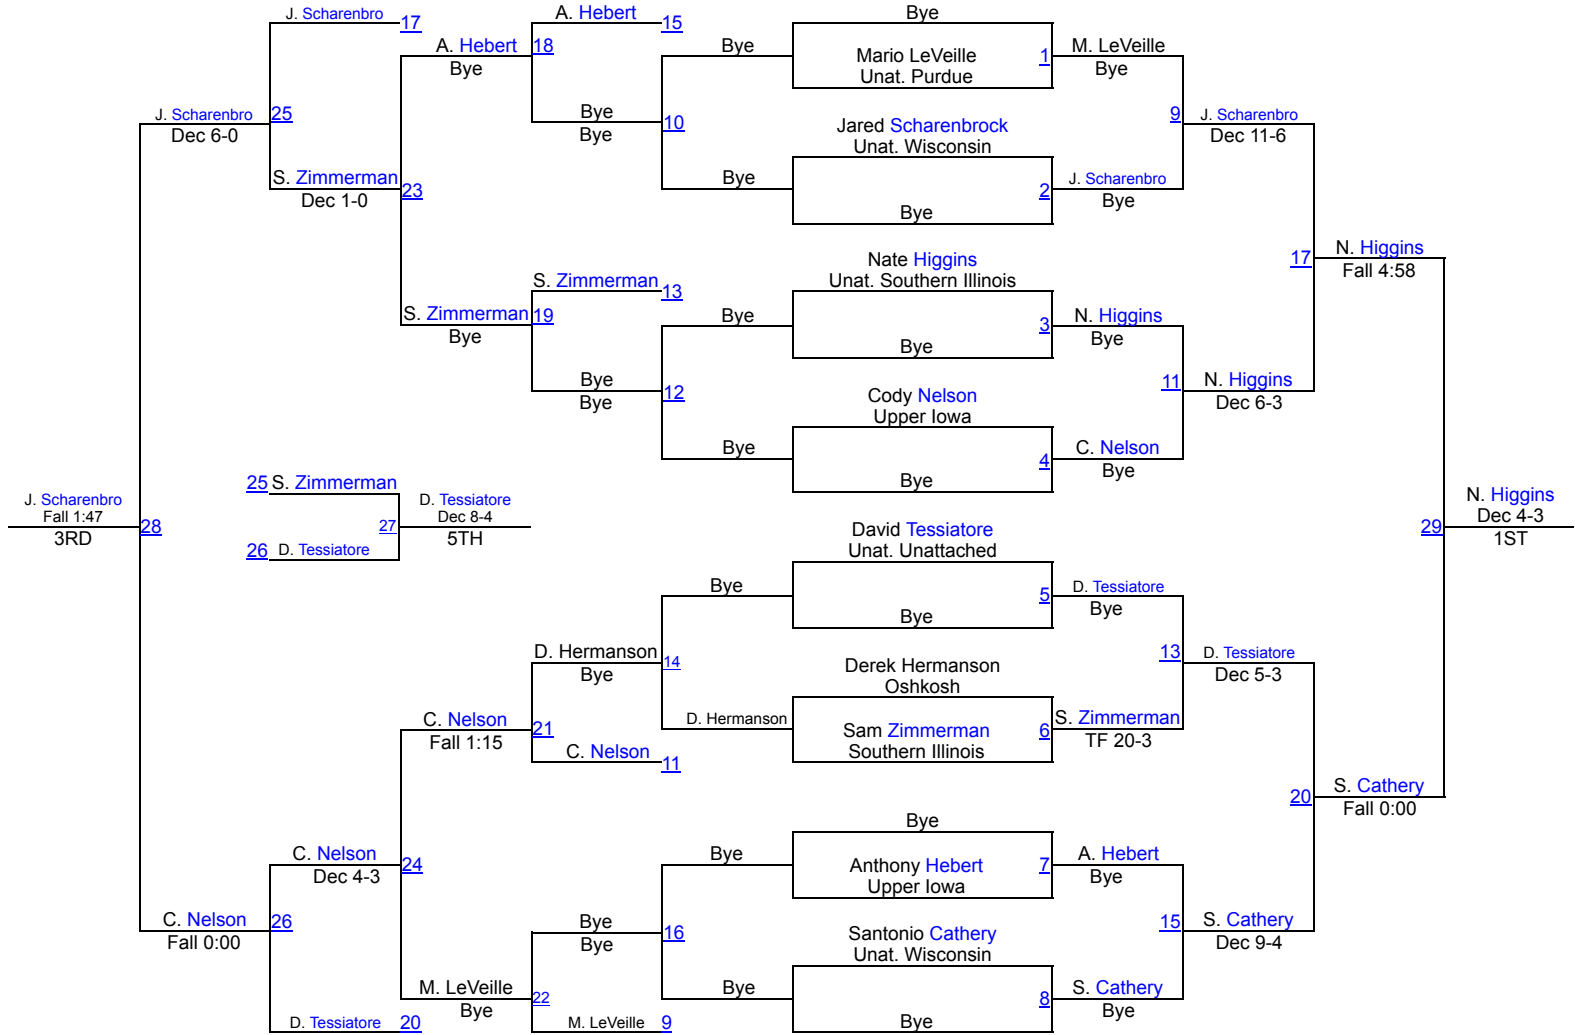 J. Scharenbro 17
A. Hebert 15
Bye
A. Hebert 18
Bye
Bye
Mario LeVeille
Unat. Purdue
1
M. LeVeille
Bye
J. Scharenbro
Dec 6-0
25
Bye
Bye
10
Jared Scharenbrock
Unat. Wisconsin
9
J. Scharenbro
Dec 11-6
S. Zimmerman
Dec 1-0
23
Bye
Bye
2
J. Scharenbro
Bye
Nate Higgins
Unat. Southern Illinois
17
N. Higgins
Fall 4:58
S. Zimmerman 13
S. Zimmerman 19
Bye
Bye
Bye
3
N. Higgins
Bye
Bye
Bye
12
Cody Nelson
Upper Iowa
11
N. Higgins
Dec 6-3
Bye
Bye
4
C. Nelson
Bye
25 S. Zimmerman
J. Scharenbro
Fall 1:47
3RD
28
27
D. Tessiatore
Dec 8-4
5TH
26 D. Tessiatore
David Tessiatore
Unat. Unattached
29
N. Higgins
Dec 4-3
1ST
Bye
Bye
5
D. Tessiatore
Bye
D. Hermanson
Bye
14
Derek Hermanson
Oshkosh
13
D. Tessiatore
Dec 5-3
C. Nelson
Fall 1:15
21
D. Hermanson
Sam Zimmerman
Southern Illinois
6
S. Zimmerman
TF 20-3
C. Nelson 11
20
S. Cathery
Fall 0:00
Bye
C. Nelson
Dec 4-3
24
Bye
Anthony Hebert
Upper Iowa
7
A. Hebert
Bye
C. Nelson
Fall 0:00
26
Bye
Bye
16
Santonio Cathery
Unat. Wisconsin
15
S. Cathery
Dec 9-4
M. LeVeille
Bye
22
Bye
Bye
8
S. Cathery
Bye
D. Tessiatore 20
M. LeVeille 9